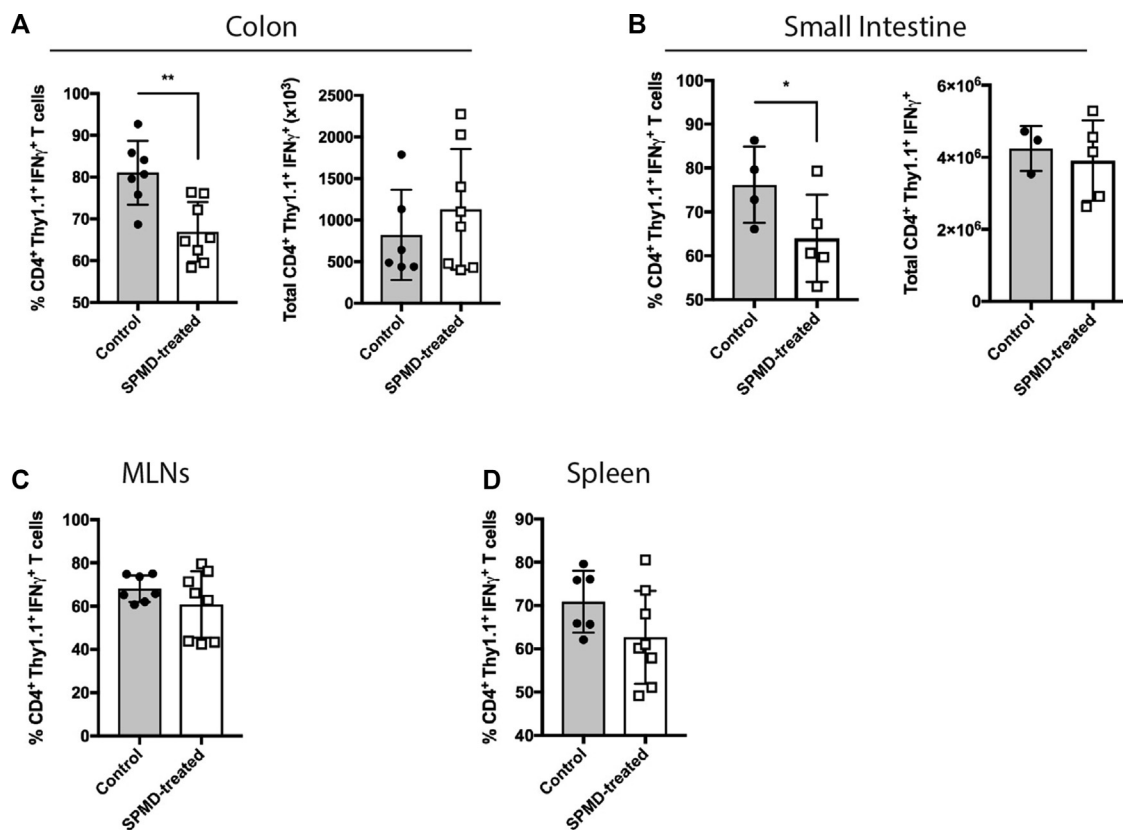 A
Colon
% CD4⁺ Thy1.1⁺ IFNγ⁺ T cells
100
90
80
70
60
50
**
Control
SPMD-treated
Total CD4⁺ Thy1.1⁺ IFNγ⁺ (x10³)
2500
2000
1500
1000
500
0
Control
SPMD-treated
B
Small Intestine
% CD4⁺ Thy1.1⁺ IFNγ⁺ T cells
100
90
80
70
60
50
*
Control
SPMD-treated
Total CD4⁺ Thy1.1⁺ IFNγ⁺
6×10⁶
4×10⁶
2×10⁶
0
Control
SPMD-treated
C
MLNs
% CD4⁺ Thy1.1⁺ IFNγ⁺ T cells
100
80
60
40
20
0
Control
SPMD-treated
D
Spleen
% CD4⁺ Thy1.1⁺ IFNγ⁺ T cells
90
80
70
60
50
40
Control
SPMD-treated